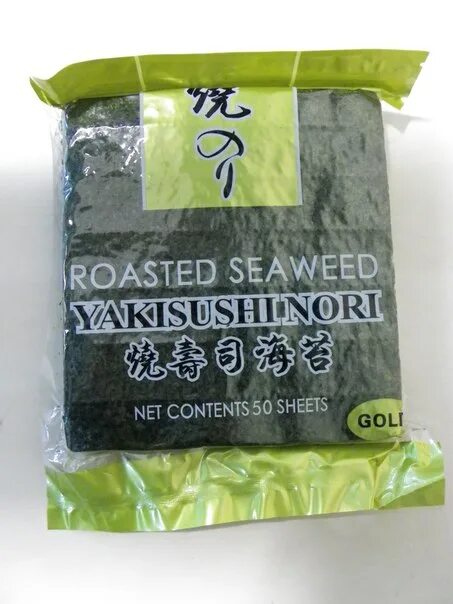 焼のり
ROASTED SEAWEED
YAKISUSHI NORI
燒壽司海苔
NET CONTENTS 50 SHEETS
GOLD